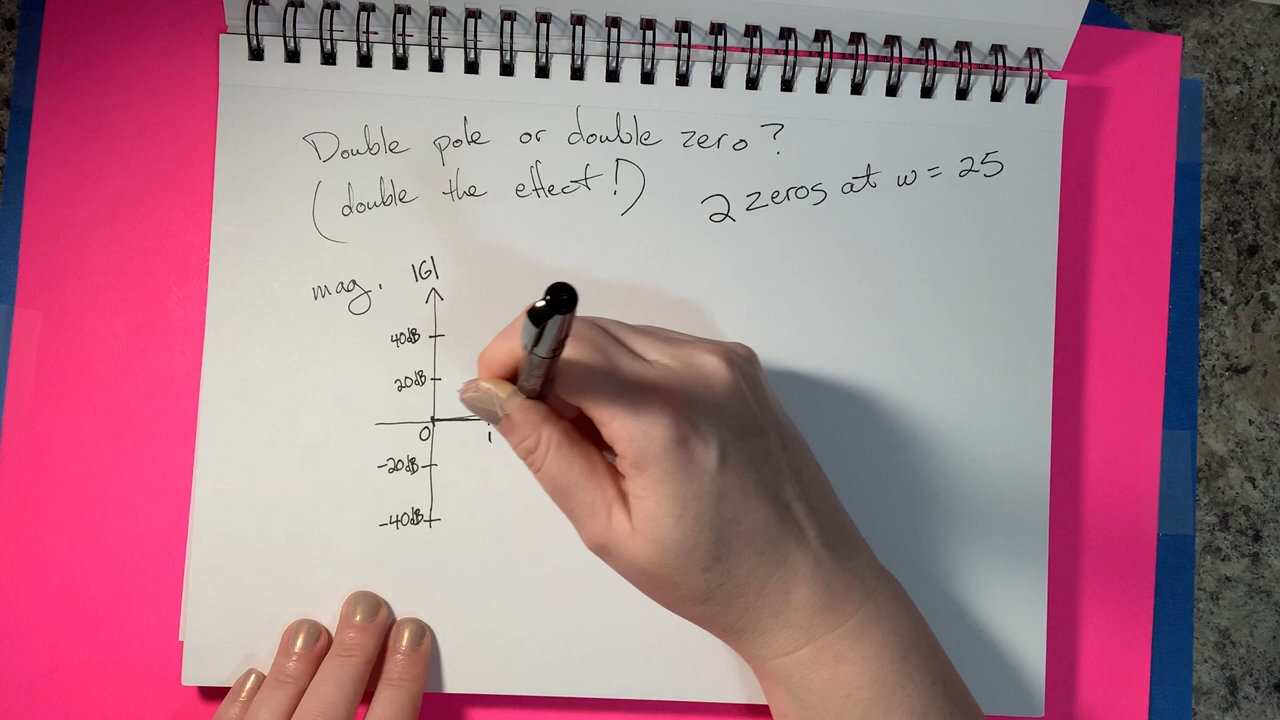 Double pole or double zero?
(double the effect!)
2 zeros at w = 25
mag. |G|
40dB
20dB
0 1
-20dB
-40dB